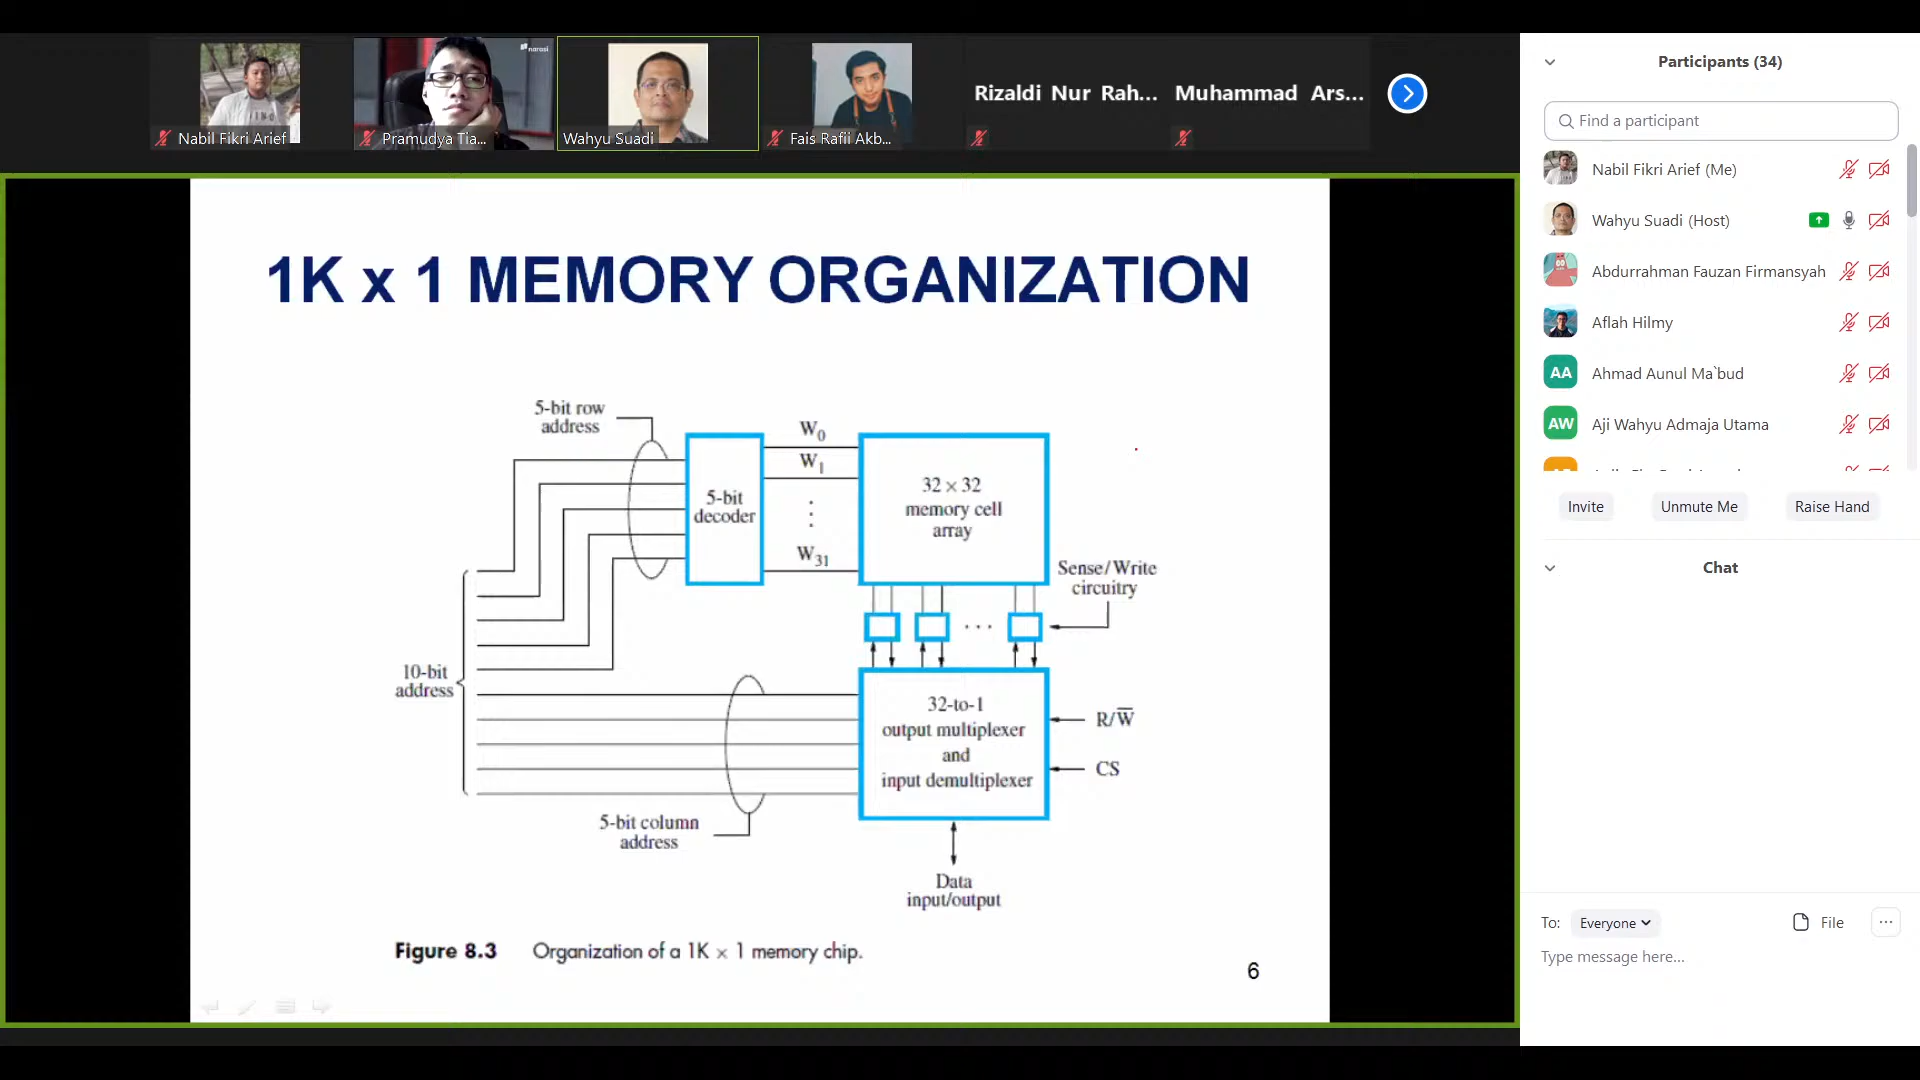 narasi
Nabil Fikri Arief
Pramudya Tia...
Wahyu Suadi
Fais Rafii Akb...
Rizaldi Nur Rah...
Muhammad Ars...
1K x 1 MEMORY ORGANIZATION
5-bit row
address
5-bit
decoder
W0
W1
W31
32 × 32
memory cell
array
Sense/Write
circuitry
10-bit
address
32-to-1
output multiplexer
and
input demultiplexer
R/W̅
CS
5-bit column
address
Data
input/output
Figure 8.3 Organization of a 1K × 1 memory chip.
6
Participants (34)
Find a participant
Nabil Fikri Arief (Me)
Wahyu Suadi (Host)
Abdurrahman Fauzan Firmansyah
Aflah Hilmy
AA Ahmad Aunul Ma`bud
AW Aji Wahyu Admaja Utama
Invite
Unmute Me
Raise Hand
Chat
To: Everyone
File
Type message here...